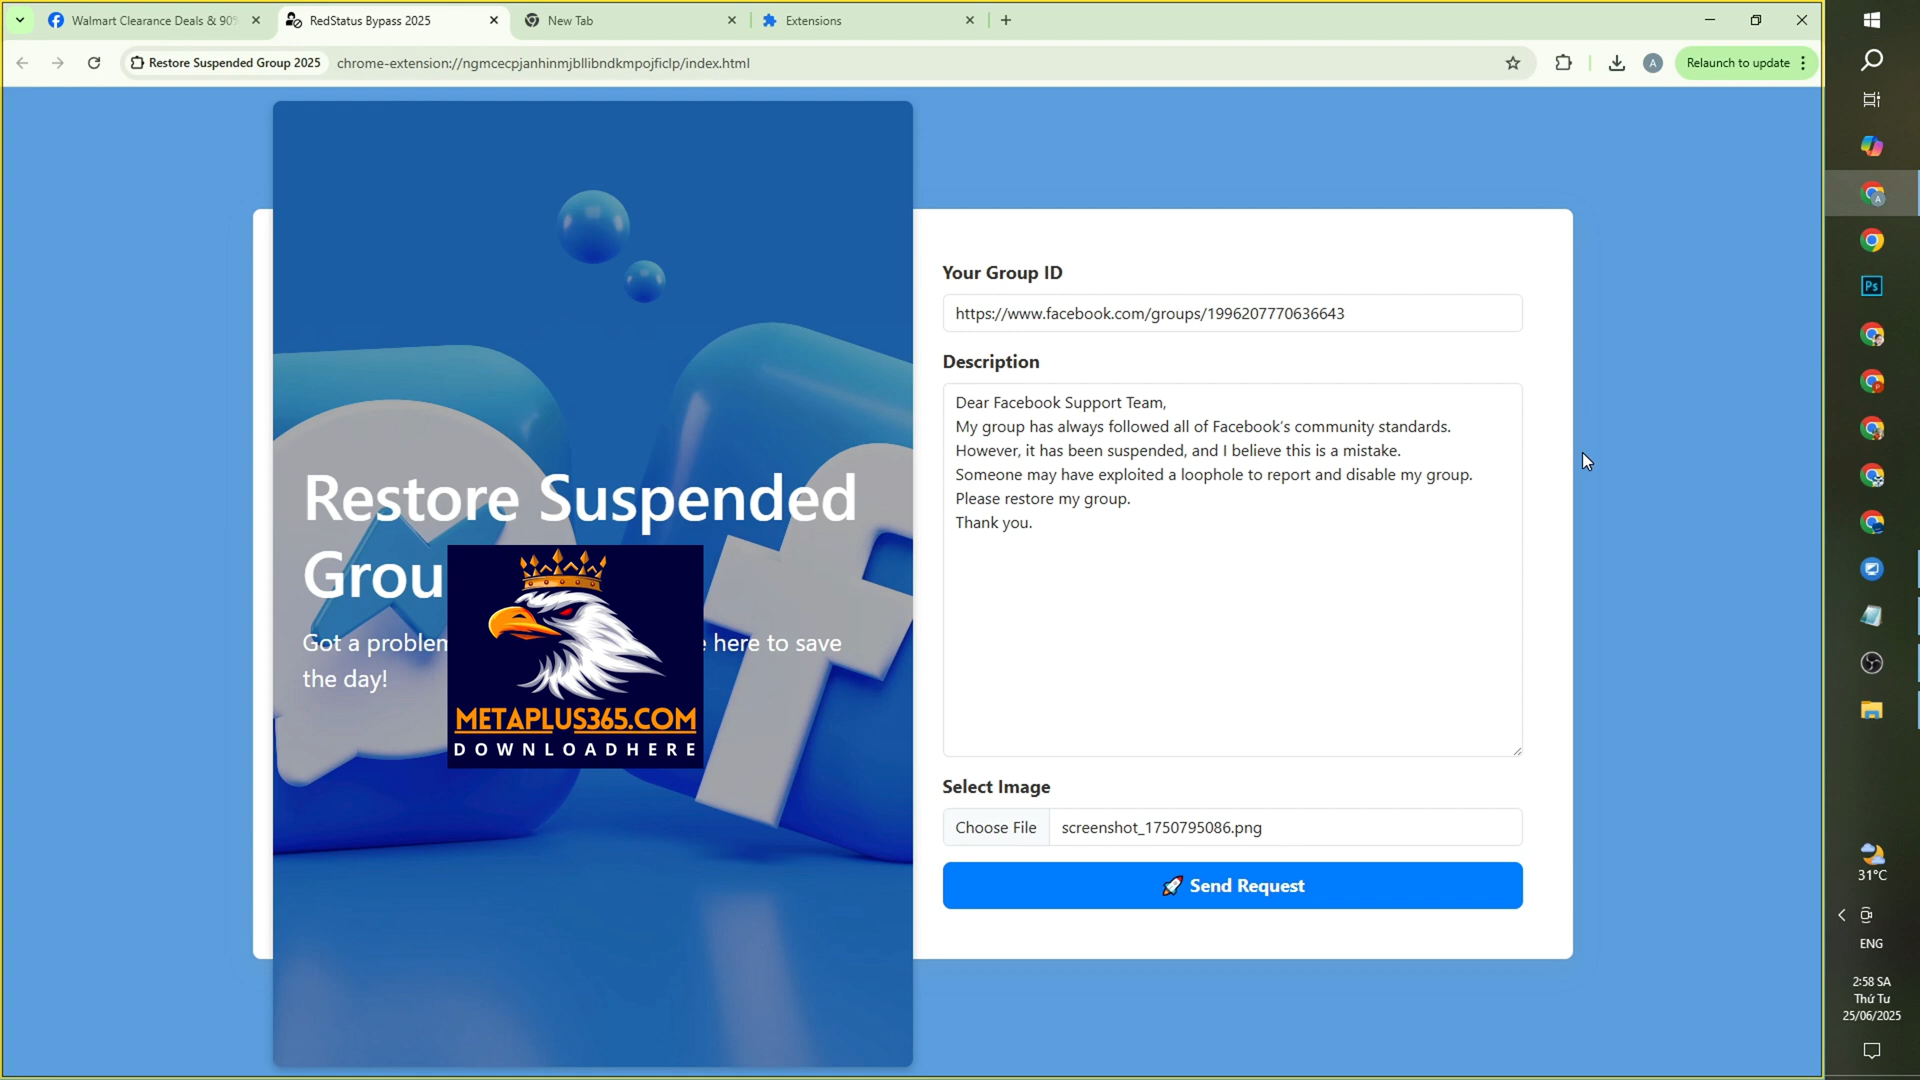 Walmart Clearance Deals & 90%
RedStatus Bypass 2025
New Tab
Extensions
Restore Suspended Group 2025
chrome-extension://ngmcecpjanhinmjbllibndkmpojficlp/index.html
A
Relaunch to update
Restore Suspended
Grou
Got a problem
here to save
the day!
METAPLUS365.COM
DOWNLOADHERE
Your Group ID
https://www.facebook.com/groups/1996207770636643
Description
Dear Facebook Support Team,
My group has always followed all of Facebook’s community standards.
However, it has been suspended, and I believe this is a mistake.
Someone may have exploited a loophole to report and disable my group.
Please restore my group.
Thank you.
Select Image
Choose File
screenshot_1750795086.png
🚀 Send Request
Ps
31°C
ENG
2:58 SA
Thứ Tư
25/06/2025